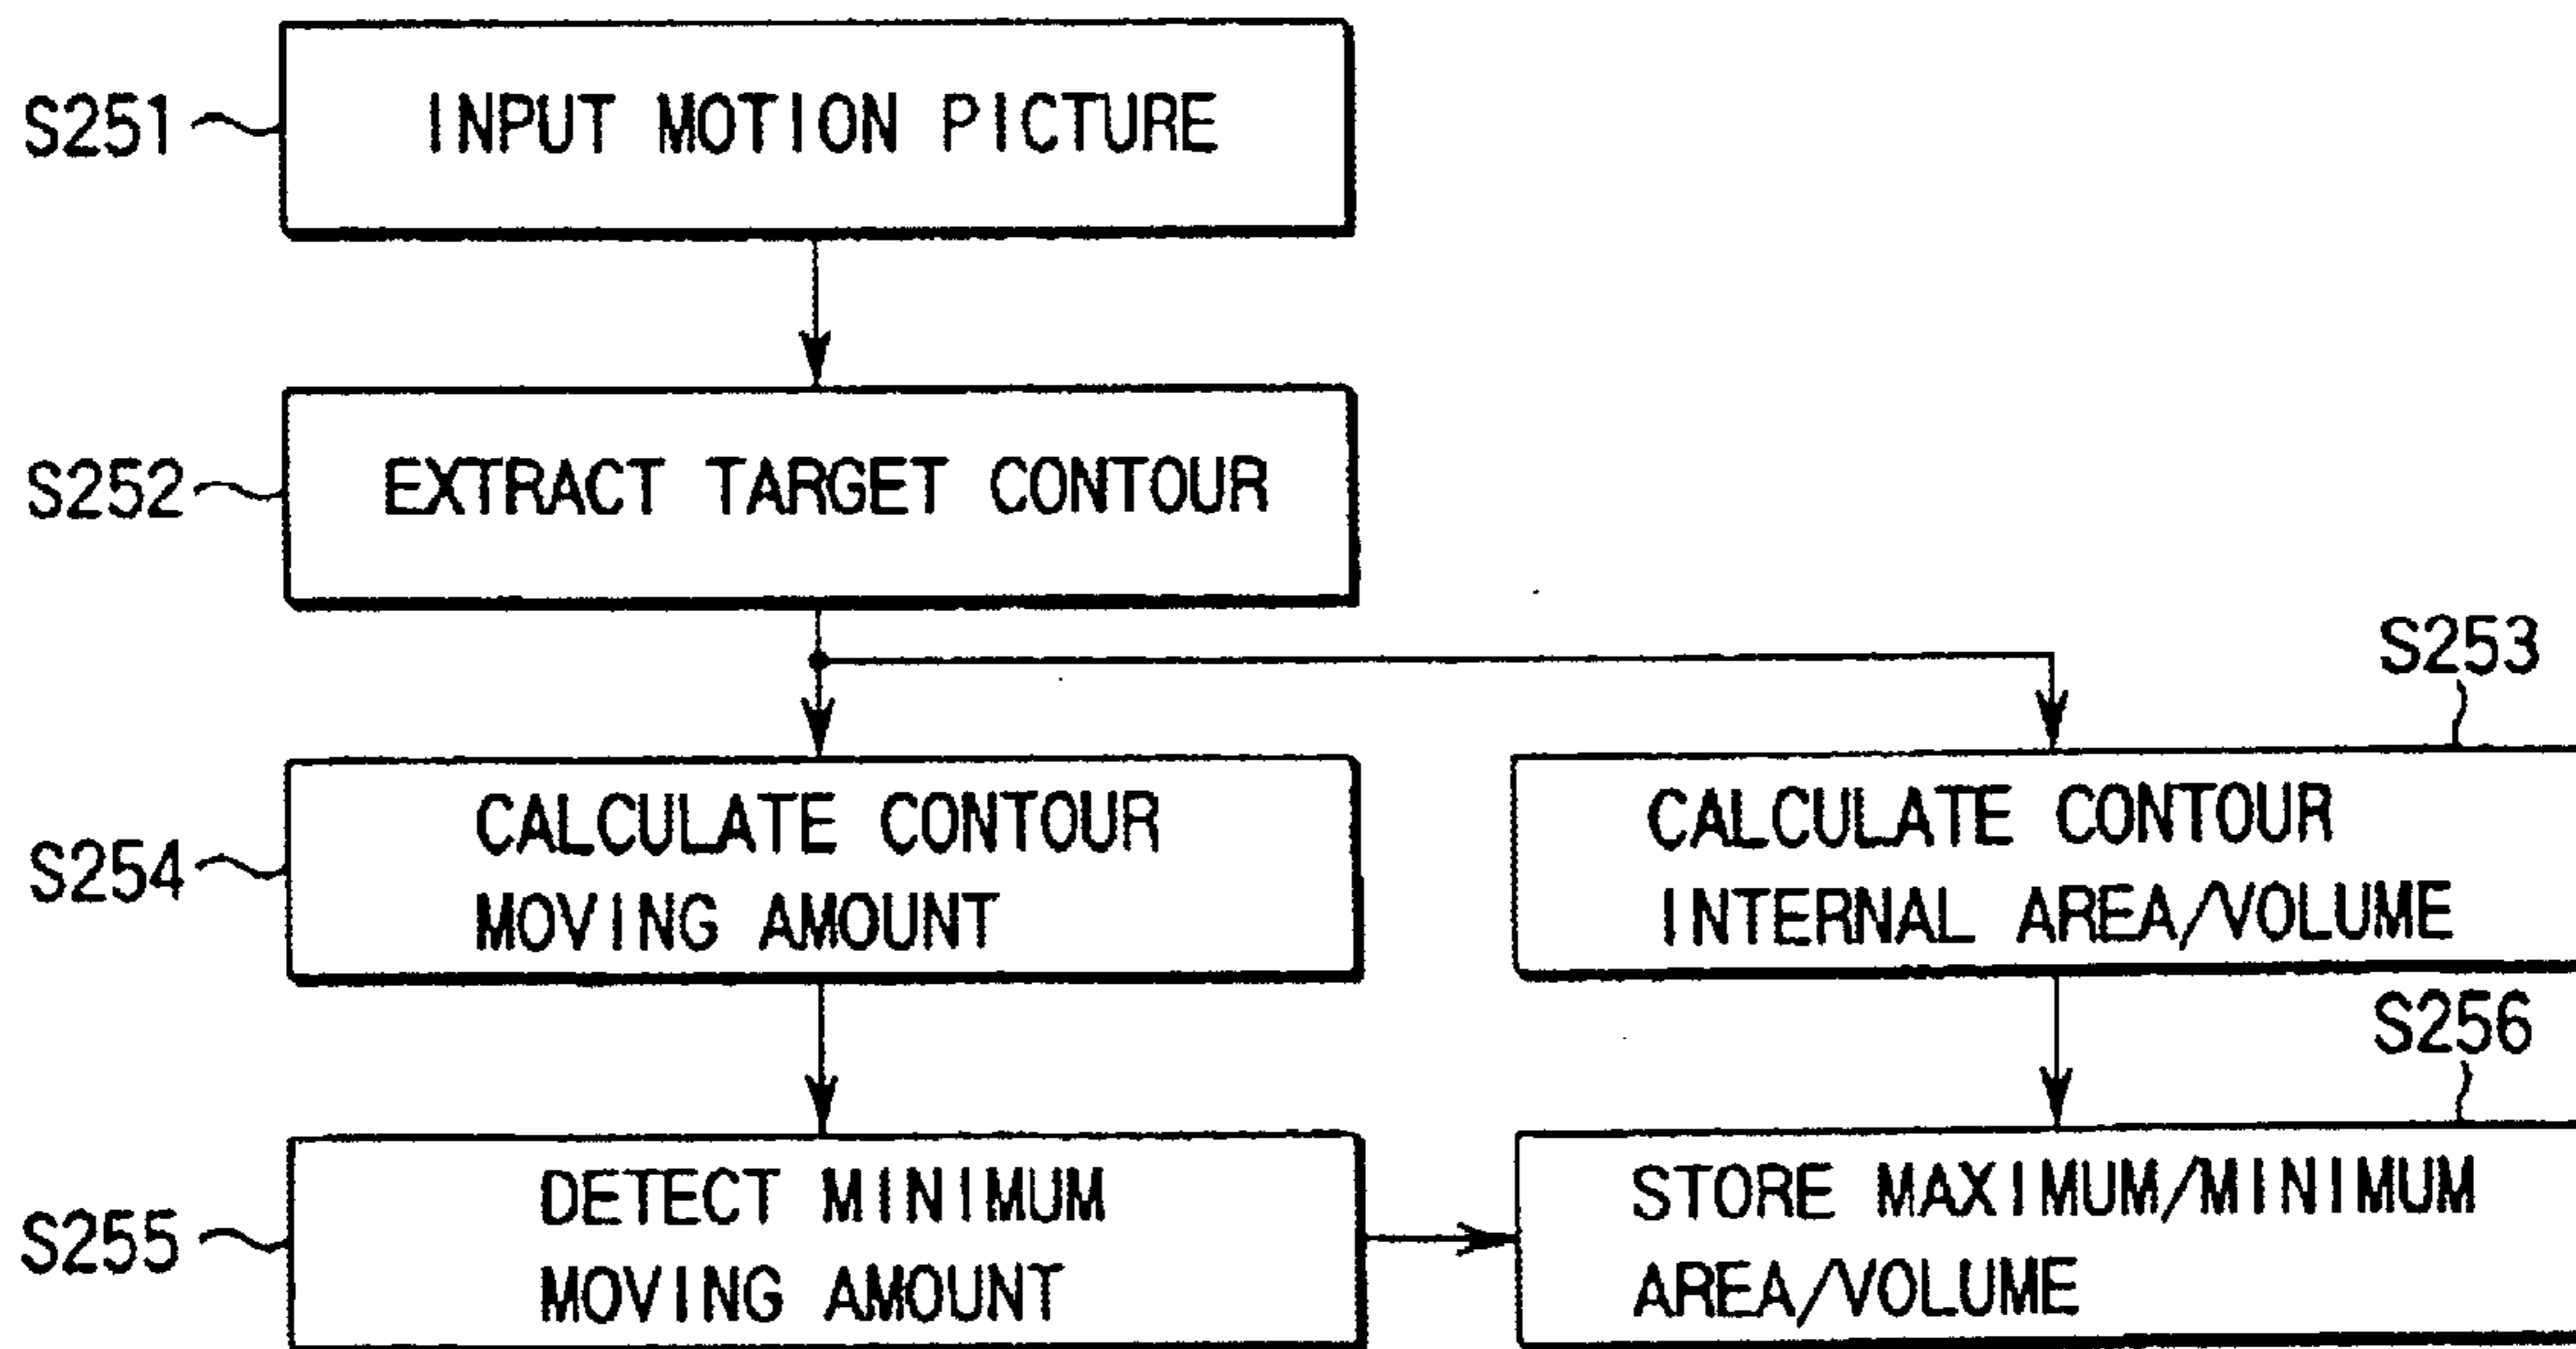 S251
INPUT MOTION PICTURE
S252
EXTRACT TARGET CONTOUR
S253
S254
CALCULATE CONTOUR
MOVING AMOUNT
CALCULATE CONTOUR
INTERNAL AREA/VOLUME
S256
S255
DETECT MINIMUM
MOVING AMOUNT
STORE MAXIMUM/MINIMUM
AREA/VOLUME